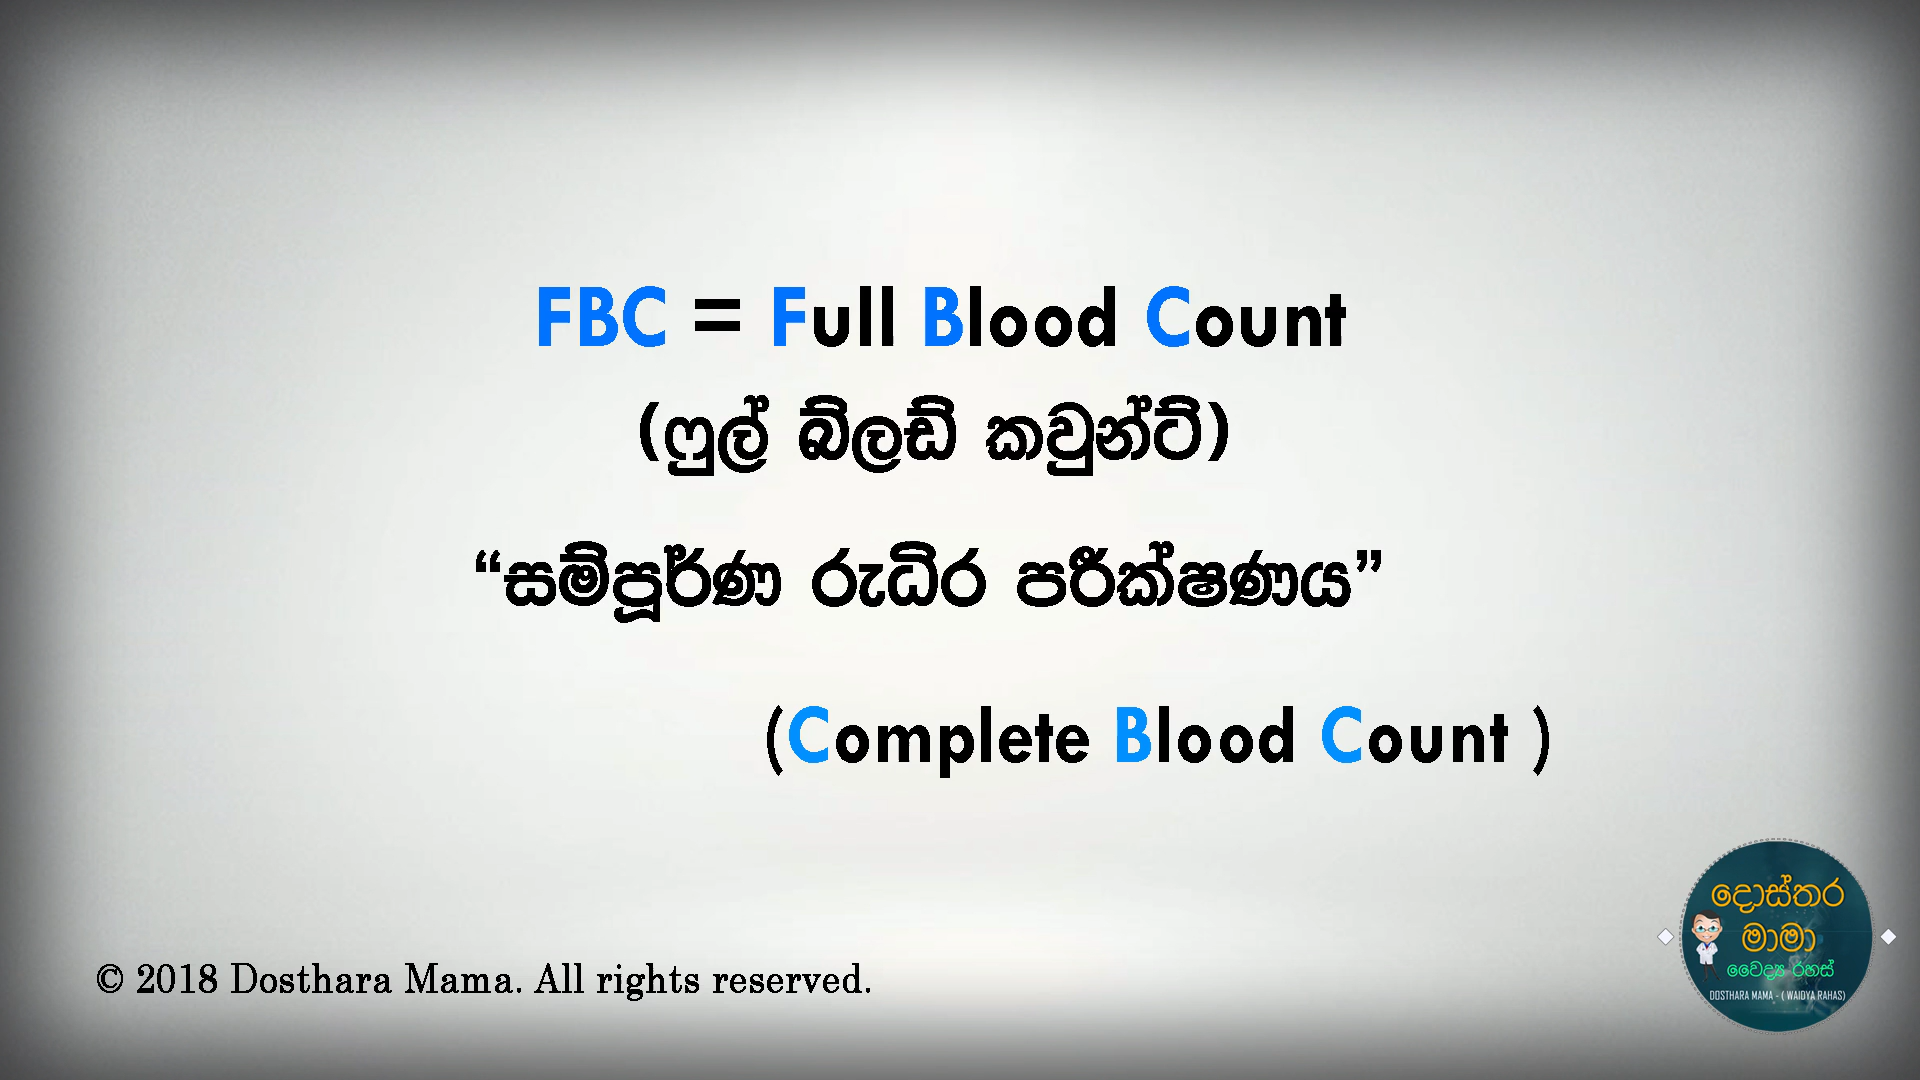 FBC = Full Blood Count
(ෆුල් බ්ලඩ් කවුන්ට්)
“සම්පූර්ණ රුධිර පරීක්ෂණය”
(Complete Blood Count )
© 2018 Dosthara Mama. All rights reserved.
දොස්තර
මාමා
වෛද්‍ය රහස්
DOSTHARA MAMA - ( WAIDYA RAHAS)